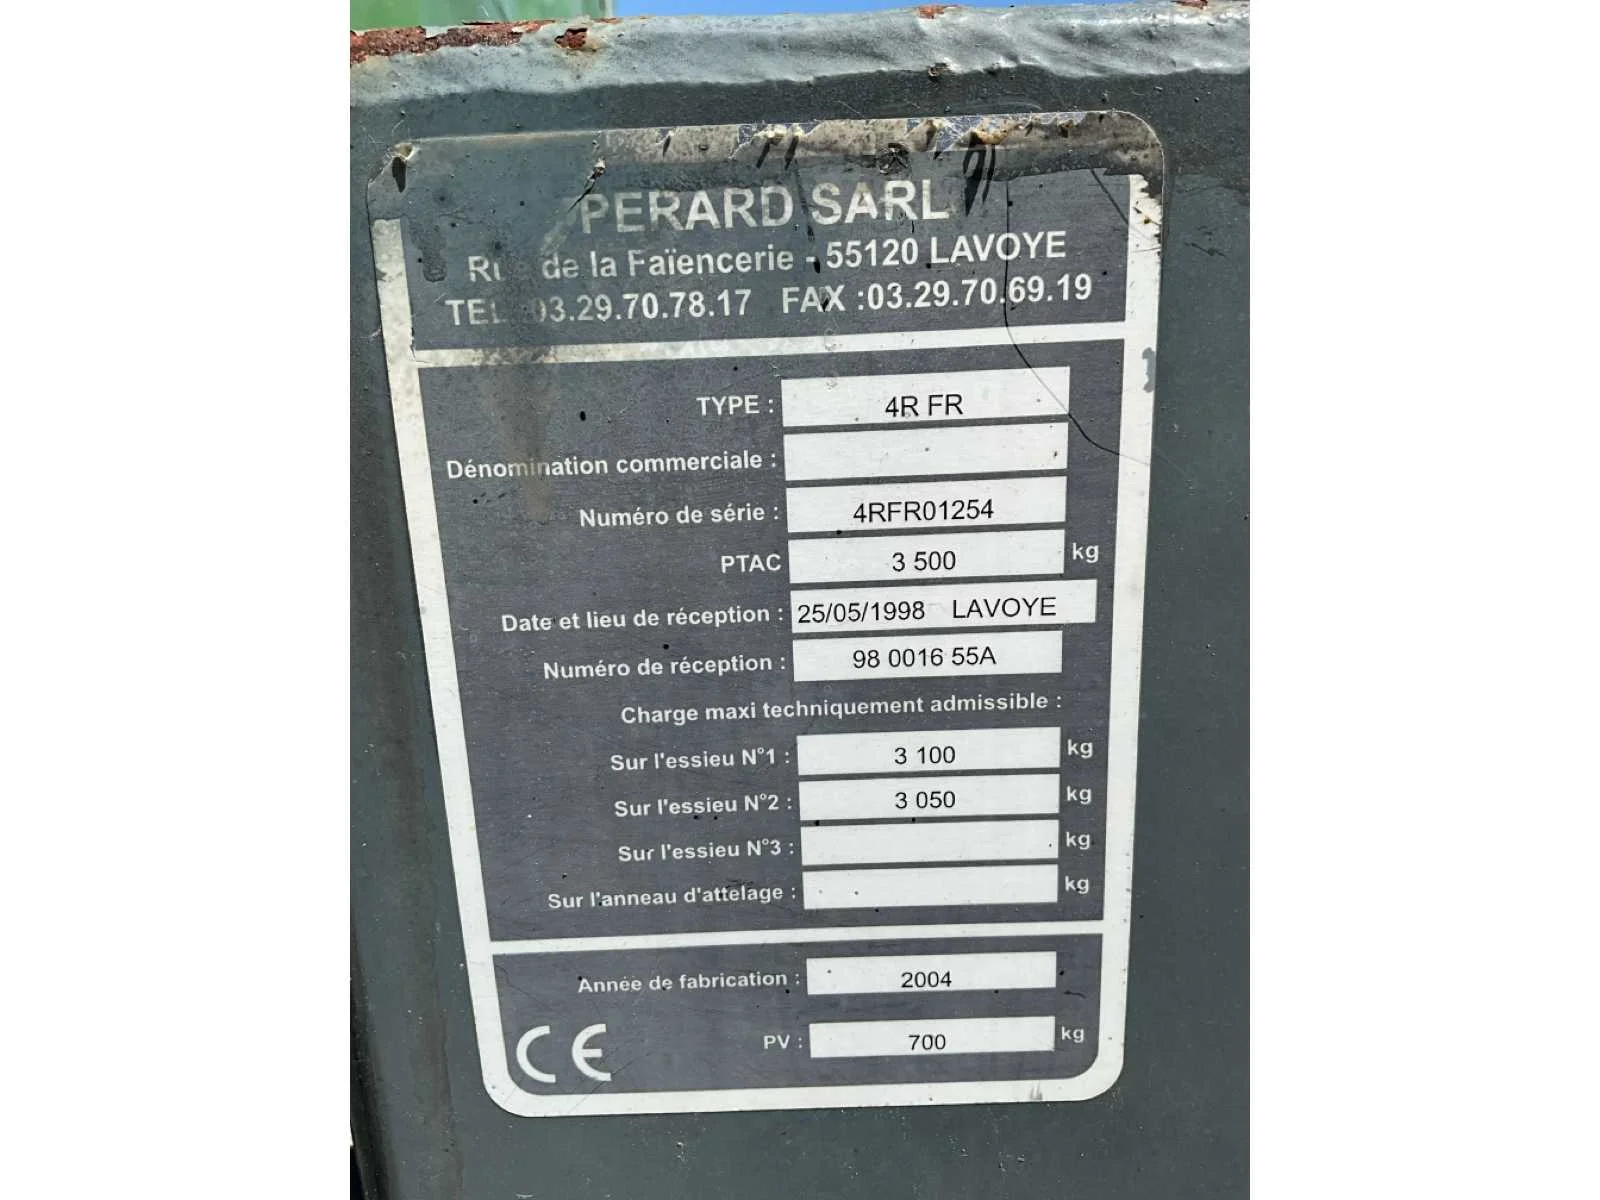 PERARD SARL
Rue de la Faïencerie - 55120 LAVOYE
TEL :03.29.70.78.17 FAX :03.29.70.69.19
TYPE : 4R FR
Dénomination commerciale :
Numéro de série : 4RFR01254
PTAC 3 500 kg
Date et lieu de réception : 25/05/1998 LAVOYE
Numéro de réception : 98 0016 55A
Charge maxi techniquement admissible :
Sur l'essieu N°1 : 3 100 kg
Sur l'essieu N°2 : 3 050 kg
Sur l'essieu N°3 : kg
Sur l'anneau d'attelage : kg
Année de fabrication : 2004
CE PV : 700 kg